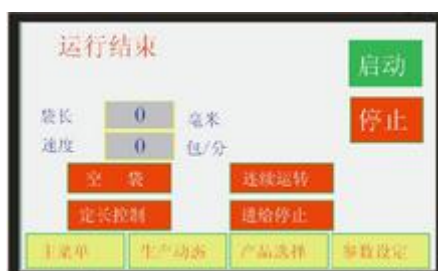 运行结束
启动
袋长 0 毫米
停止
速度 0 包/分
空 袋 连续运转
定长控制 进给停止
主菜单 生产动态 产品选择 参数设定